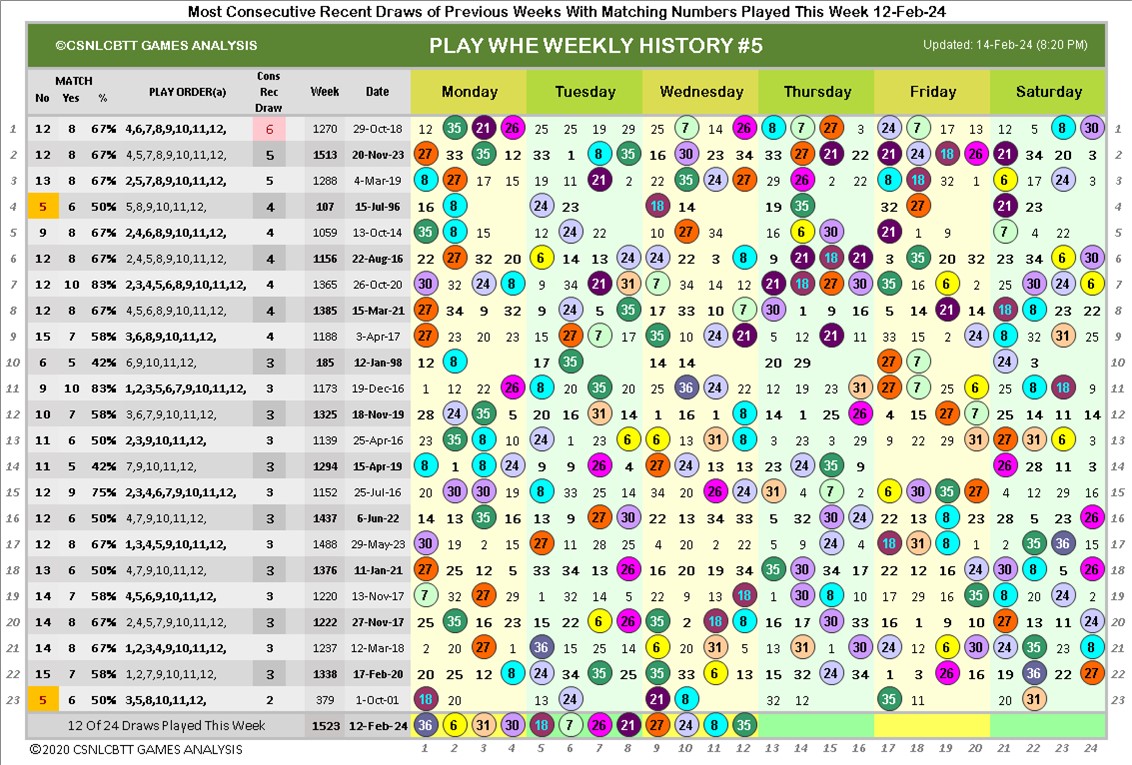 Most Consecutive Recent Draws of Previous Weeks With Matching Numbers Played This Week 12-Feb-24
©CSNLCBTT GAMES ANALYSIS PLAY WHE WEEKLY HISTORY #5 Updated: 14-Feb-24 (8:20 PM)
MATCH Cons
No Yes % PLAY ORDER(a) Rec Week Date Monday Tuesday Wednesday Thursday Friday Saturday
Draw
1 12 8 67% 4,6,7,8,9,10,11,12, 6 1270 29-Oct-18 12 35 21 26 25 25 19 29 25 7 14 26 8 7 27 3 24 7 17 13 12 5 8 30 1
2 12 8 67% 4,5,7,8,9,10,11,12, 5 1513 20-Nov-23 27 33 35 12 33 1 8 35 16 30 23 34 33 27 21 22 21 24 18 26 21 34 20 3 2
3 13 8 67% 2,5,7,8,9,10,11,12, 5 1288 4-Mar-19 8 27 17 15 19 11 21 2 22 35 24 27 29 26 2 22 8 18 32 1 6 17 24 3 3
4 5 6 50% 5,8,9,10,11,12, 4 107 15-Jul-96 16 8 24 23 18 14 19 35 32 27 21 23 4
5 9 8 67% 2,4,6,8,9,10,11,12, 4 1059 13-Oct-14 35 8 15 12 24 22 10 27 34 16 6 30 21 1 9 7 4 22 5
6 12 8 67% 2,4,5,8,9,10,11,12, 4 1156 22-Aug-16 22 27 32 20 6 14 13 24 24 22 3 8 9 21 18 21 3 35 20 32 23 34 6 30 6
7 12 10 83% 2,3,4,5,6,8,9,10,11,12, 4 1365 26-Oct-20 30 32 24 8 9 34 21 31 7 34 14 12 21 18 27 30 35 16 6 2 25 30 24 6 7
8 12 8 67% 4,5,6,8,9,10,11,12, 4 1385 15-Mar-21 27 34 9 32 9 24 5 35 17 33 10 7 30 1 9 16 5 14 21 14 18 8 23 22 8
9 15 7 58% 3,6,8,9,10,11,12, 4 1188 3-Apr-17 27 20 23 20 15 27 7 17 35 10 24 21 5 12 21 11 33 15 2 24 8 32 31 25 9
10 6 5 42% 6,9,10,11,12, 3 185 12-Jan-98 12 8 17 35 14 14 20 29 27 7 24 3 10
11 9 10 83% 1,2,3,5,6,7,9,10,11,12, 3 1173 19-Dec-16 1 12 22 26 8 20 35 20 25 36 24 22 12 19 23 31 27 7 25 6 25 8 18 9 11
12 10 7 58% 3,6,7,9,10,11,12, 3 1325 18-Nov-19 28 24 35 5 20 16 31 14 1 16 1 8 14 1 25 26 4 15 27 7 25 14 11 14 12
13 11 6 50% 2,3,9,10,11,12, 3 1139 25-Apr-16 23 35 8 10 24 1 23 6 6 13 31 8 23 13 3 29 9 22 29 31 27 31 6 3 13
14 11 5 42% 7,9,10,11,12, 3 1294 15-Apr-19 8 1 8 24 9 9 26 4 27 24 13 13 23 24 35 9 26 28 11 3 14
15 12 9 75% 2,3,4,6,7,9,10,11,12, 3 1152 25-Jul-16 20 30 30 15 8 33 25 14 34 20 26 24 31 4 7 2 6 30 35 27 4 12 29 16 15
16 12 6 50% 4,7,9,10,11,12, 3 1437 6-Jun-22 14 13 35 16 13 9 27 30 22 13 34 33 5 32 30 24 22 13 8 23 28 5 23 26 16
17 12 8 67% 1,3,4,5,9,10,11,12, 3 1488 29-May-23 30 19 2 15 27 11 28 25 4 20 2 22 5 9 24 4 18 31 8 1 2 35 36 15 17
18 13 6 50% 4,7,9,10,11,12, 3 1376 11-Jan-21 27 25 12 5 33 34 13 26 16 20 19 34 35 30 34 17 22 12 16 24 30 8 5 26 18
19 14 7 58% 4,5,6,9,10,11,12, 3 1220 13-Nov-17 7 32 27 29 1 32 14 5 22 9 13 18 1 30 8 10 17 29 16 35 8 20 24 2 19
20 14 8 67% 2,4,5,7,9,10,11,12, 3 1222 27-Nov-17 25 35 16 23 15 22 6 26 35 2 18 8 16 17 30 33 16 1 9 10 27 13 11 24 20
21 14 8 67% 1,2,3,4,9,10,11,12, 3 1237 12-Mar-18 2 20 27 1 36 15 25 14 6 20 31 5 13 31 1 30 24 19 6 30 24 35 23 8 21
22 15 7 58% 1,2,7,9,10,11,12, 3 1338 17-Feb-20 20 25 12 8 24 34 35 25 35 33 6 13 15 32 24 34 1 3 26 16 19 36 22 27 22
23 5 6 50% 3,5,8,10,11,12, 2 379 1-Oct-01 18 20 13 24 21 8 32 12 35 11 20 31 23
12 Of 24 Draws Played This Week 1523 12-Feb-24 36 6 31 30 18 7 26 21 27 24 8 35
©2020 CSNLCBTT GAMES ANALYSIS 1 2 3 4 5 6 7 8 9 10 11 12 13 14 15 16 17 18 19 20 21 22 23 24